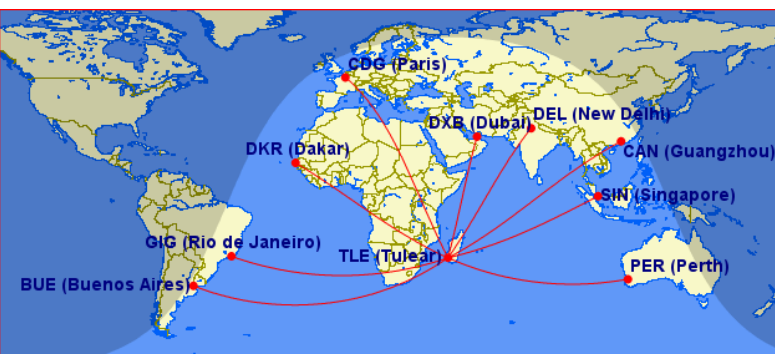 CDG (Paris)
DEL (New Delhi)
DXB (Dubai)
DKR (Dakar)
CAN (Guangzhou)
SIN (Singapore)
GIG (Rio de Janeiro)
TLE (Tulear)
PER (Perth)
BUE (Buenos Aires)